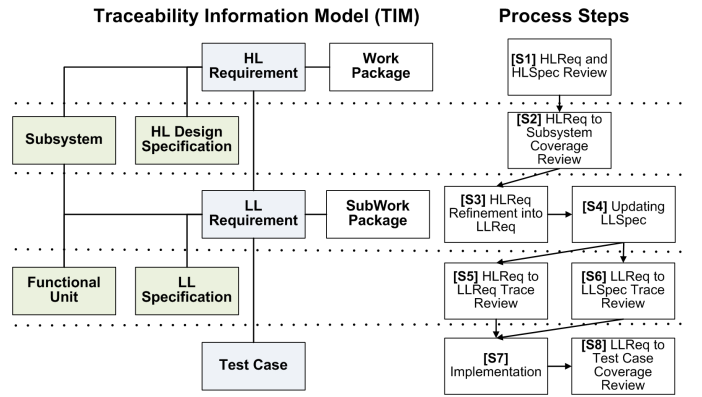 Traceability Information Model (TIM)
Process Steps
HL
Requirement
Work
Package
[S1] HLReq and
HLSpec Review
Subsystem
HL Design
Specification
[S2] HLReq to
Subsystem
Coverage
Review
LL
Requirement
SubWork
Package
[S3] HLReq
Refinement into
LLReq
[S4] Updating
LLSpec
Functional
Unit
LL
Specification
[S5] HLReq to
LLReq Trace
Review
[S6] LLReq to
LLSpec Trace
Review
Test Case
[S7]
Implementation
[S8] LLReq to
Test Case
Coverage
Review